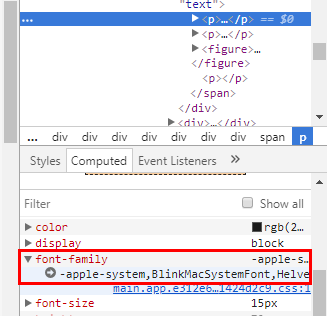 "text">
▶<p>…</p> == $0
▶<p>…</p>
▶<figure>…
</figure>
<p></p>
</span>
</div>
▶<div>…</div>
... div div div div div div span p
Styles Computed Event Listeners »
Filter Show all
▶ color rgb(2…
▶ display block
▼ font-family -apple-s…
-apple-system,BlinkMacSystemFont,Helve
main.app.e312e6…1424d2c9.css:1
▶ font-size 15px